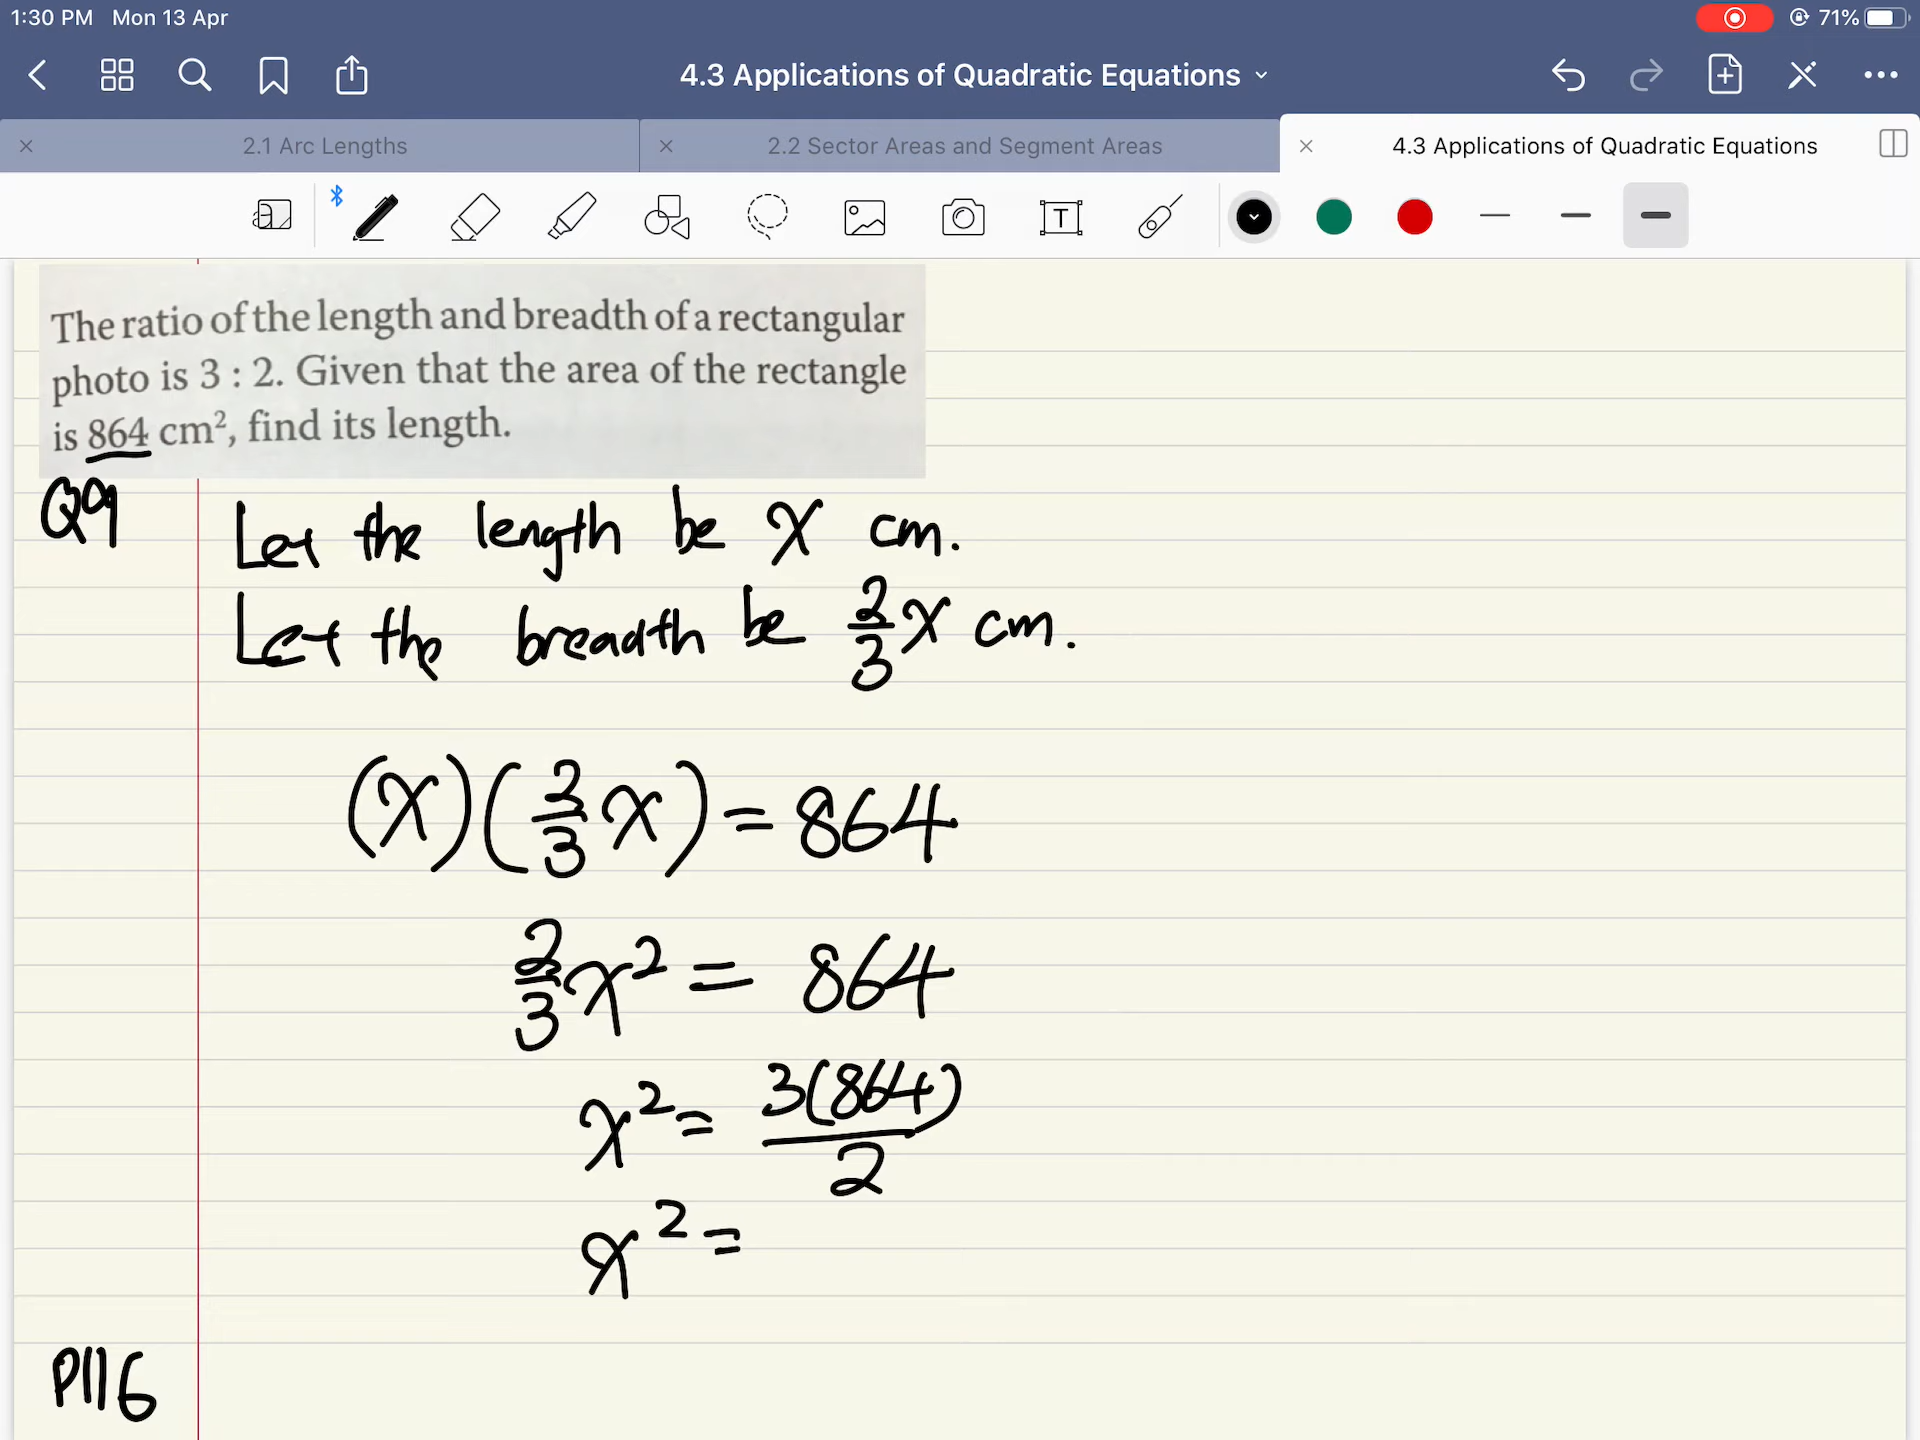 1:30 PM Mon 13 Apr
71%
4.3 Applications of Quadratic Equations
2.1 Arc Lengths
2.2 Sector Areas and Segment Areas
4.3 Applications of Quadratic Equations
T
The ratio of the length and breadth of a rectangular
photo is 3 : 2. Given that the area of the rectangle
is 864 cm², find its length.
Q9
Let the length be x cm.
Let the breadth be 2/3 x cm.
(x)(2/3 x) = 864
2/3 x² = 864
x² = 3(864)/2
x² =
P116